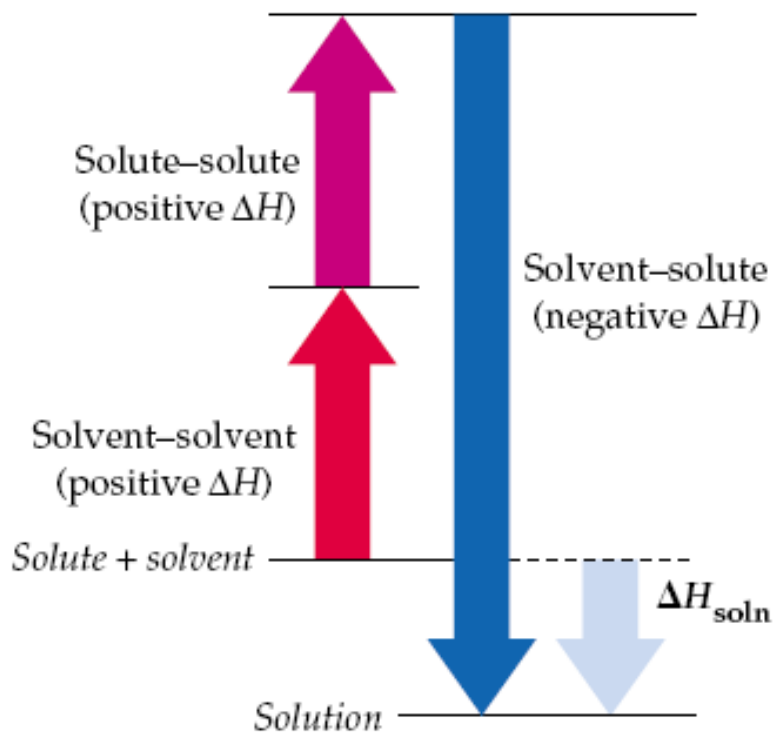 Solute–solute
(positive ΔH)
Solvent–solute
(negative ΔH)
Solvent–solvent
(positive ΔH)
Solute + solvent
ΔHsoln
Solution